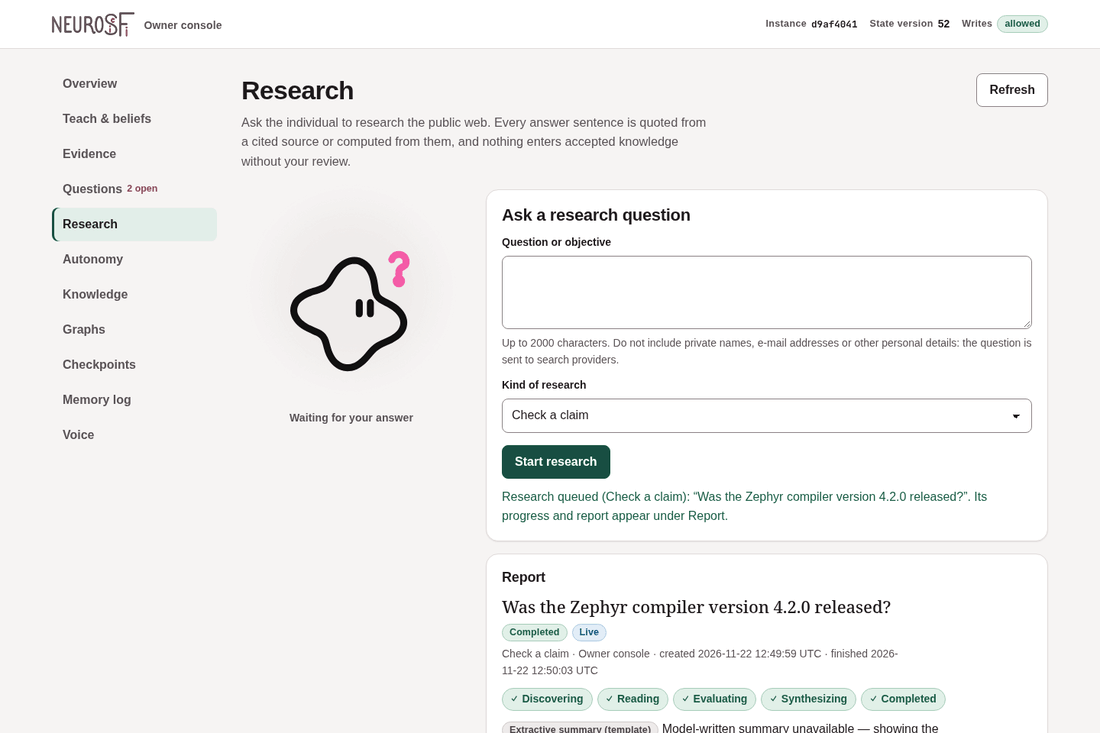 NEUROSciFi Owner console
Instance d9af4041 State version 52 Writes allowed
Overview
Teach & beliefs
Evidence
Questions 2 open
Research
Autonomy
Knowledge
Graphs
Checkpoints
Memory log
Voice
Research
Refresh
Ask the individual to research the public web. Every answer sentence is quoted from
a cited source or computed from them, and nothing enters accepted knowledge
without your review.
?
Waiting for your answer
Ask a research question
Question or objective
Up to 2000 characters. Do not include private names, e-mail addresses or other personal details: the question is
sent to search providers.
Kind of research
Check a claim
Start research
Research queued (Check a claim): “Was the Zephyr compiler version 4.2.0 released?”. Its
progress and report appear under Report.
Report
Was the Zephyr compiler version 4.2.0 released?
Completed Live
Check a claim · Owner console · created 2026-11-22 12:49:59 UTC · finished 2026-
11-22 12:50:03 UTC
✓ Discovering ✓ Reading ✓ Evaluating ✓ Synthesizing ✓ Completed
Extractive summary (template) Model-written summary unavailable — showing the